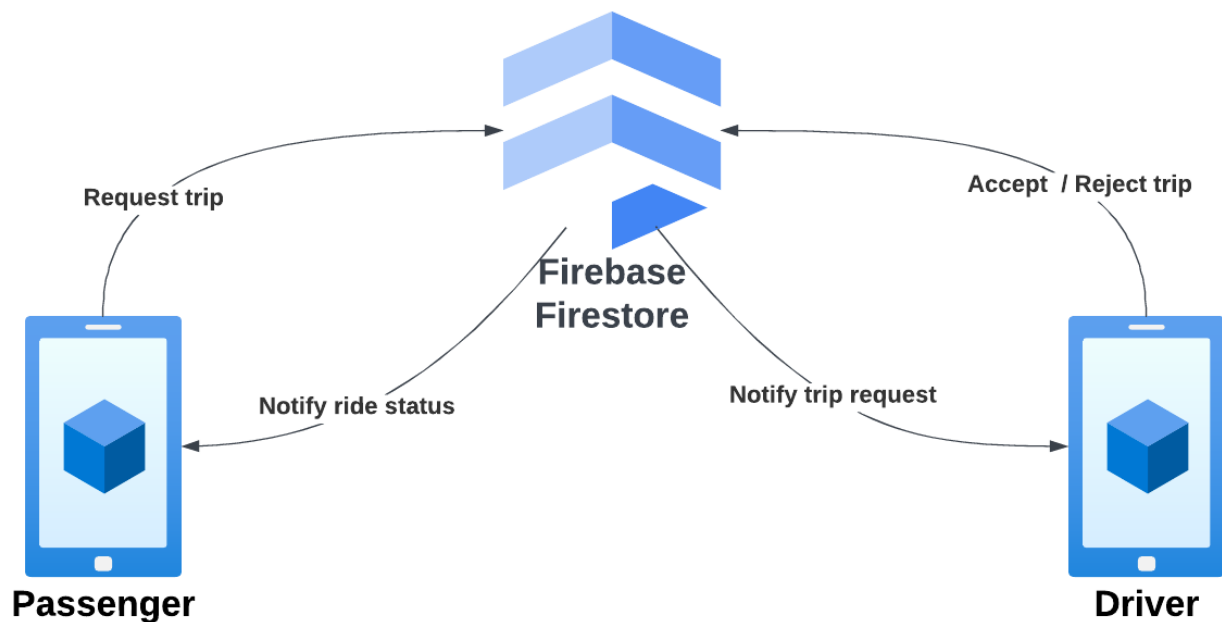 Request trip
Accept / Reject trip
Firebase
Firestore
Notify ride status
Notify trip request
Passenger
Driver